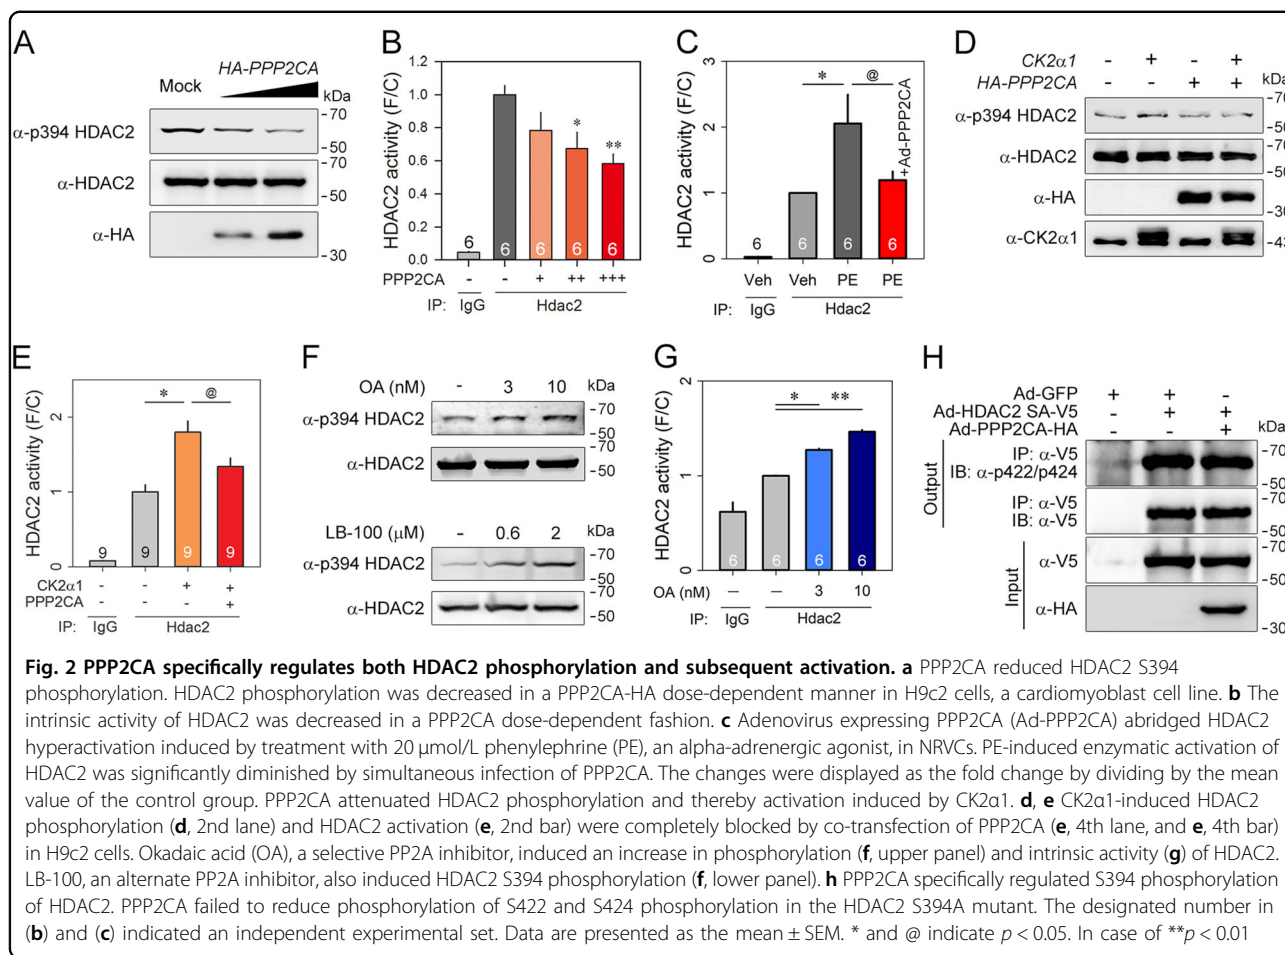 A
HA-PPP2CA
Mock
kDa
α-p394 HDAC2
-70
-50
α-HDAC2
-70
-50
α-HA
-30
B
HDAC2 activity (F/C)
1.2
1.0
0.8
0.6
0.4
0.2
0.0
*
**
6 6 6 6 6
PPP2CA - - + ++ +++
IP: IgG Hdac2
C
HDAC2 activity (F/C)
3
2
1
0
* @
+Ad-PPP2CA
6 6 6 6
Veh Veh PE PE
IP: IgG Hdac2
D
CK2α1 - + - +
HA-PPP2CA - - + +
kDa
α-p394 HDAC2
-70
-50
α-HDAC2
-70
-50
α-HA
-30
α-CK2α1
-43
E
HDAC2 activity (F/C)
2
1
0
* @
9 9 9 9
CK2α1 - - + +
PPP2CA - - - +
IP: IgG Hdac2
F
OA (nM) - 3 10 kDa
α-p394 HDAC2
-70
-50
α-HDAC2
-70
-50
LB-100 (μM) - 0.6 2 kDa
α-p394 HDAC2
-70
-50
α-HDAC2
-70
-50
G
HDAC2 activity (F/C)
2
1
0
* **
6 6 6 6
OA (nM) – – 3 10
IP: IgG Hdac2
H
Ad-GFP + + -
Ad-HDAC2 SA-V5 - + +
Ad-PPP2CA-HA - - +
kDa
Output
IP: α-V5
IB: α-p422/p424
-70
-50
IP: α-V5
IB: α-V5
-70
-50
Input
α-V5
-70
-50
α-HA
-30
Fig. 2 PPP2CA specifically regulates both HDAC2 phosphorylation and subsequent activation. a PPP2CA reduced HDAC2 S394
phosphorylation. HDAC2 phosphorylation was decreased in a PPP2CA-HA dose-dependent manner in H9c2 cells, a cardiomyoblast cell line. b The
intrinsic activity of HDAC2 was decreased in a PPP2CA dose-dependent fashion. c Adenovirus expressing PPP2CA (Ad-PPP2CA) abridged HDAC2
hyperactivation induced by treatment with 20 μmol/L phenylephrine (PE), an alpha-adrenergic agonist, in NRVCs. PE-induced enzymatic activation of
HDAC2 was significantly diminished by simultaneous infection of PPP2CA. The changes were displayed as the fold change by dividing by the mean
value of the control group. PPP2CA attenuated HDAC2 phosphorylation and thereby activation induced by CK2α1. d, e CK2α1-induced HDAC2
phosphorylation (d, 2nd lane) and HDAC2 activation (e, 2nd bar) were completely blocked by co-transfection of PPP2CA (e, 4th lane, and e, 4th bar)
in H9c2 cells. Okadaic acid (OA), a selective PP2A inhibitor, induced an increase in phosphorylation (f, upper panel) and intrinsic activity (g) of HDAC2.
LB-100, an alternate PP2A inhibitor, also induced HDAC2 S394 phosphorylation (f, lower panel). h PPP2CA specifically regulated S394 phosphorylation
of HDAC2. PPP2CA failed to reduce phosphorylation of S422 and S424 phosphorylation in the HDAC2 S394A mutant. The designated number in
(b) and (c) indicated an independent experimental set. Data are presented as the mean ± SEM. * and @ indicate p < 0.05. In case of **p < 0.01